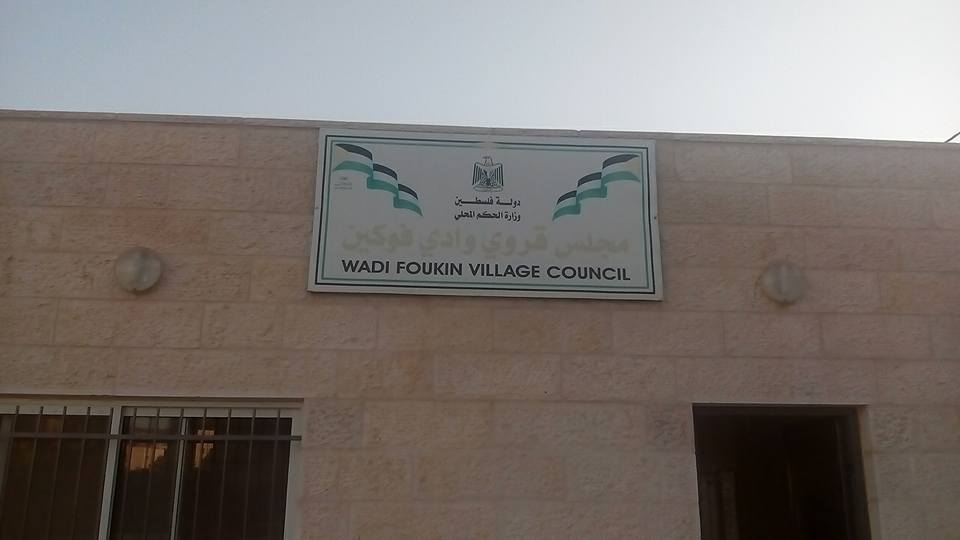 دولة فلسطين
وزارة الحكم المحلي
مجلس قروي وادي فوكين
WADI FOUKIN VILLAGE COUNCIL